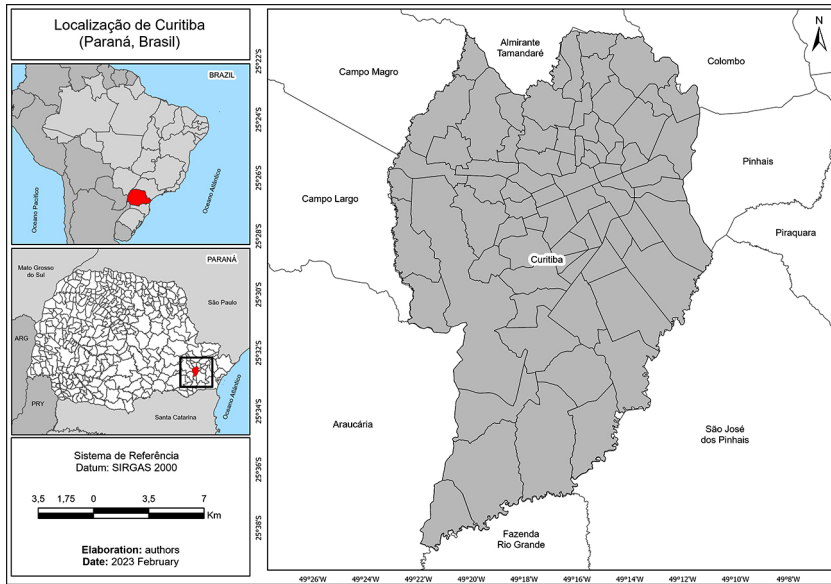 Localização de Curitiba
(Paraná, Brasil)
BRAZIL
Oceano Pacífico
Oceano Atlântico
PARANÁ
Mato Grosso
do Sul
São Paulo
ARG
PRY
Santa Catarina
Oceano Atlântico
Sistema de Referência
Datum: SIRGAS 2000
3,5 1,75 0 3,5 7
Km
Elaboration: authors
Date: 2023 February
N
Almirante
Tamandaré
Colombo
Campo Magro
Pinhais
Campo Largo
Piraquara
Curitiba
Araucária
São José
dos Pinhais
Fazenda
Rio Grande
25°22'S
25°24'S
25°26'S
25°28'S
25°30'S
25°32'S
25°34'S
25°36'S
25°38'S
49°26'W 49°24'W 49°22'W 49°20'W 49°18'W 49°16'W 49°14'W 49°12'W 49°10'W 49°8'W